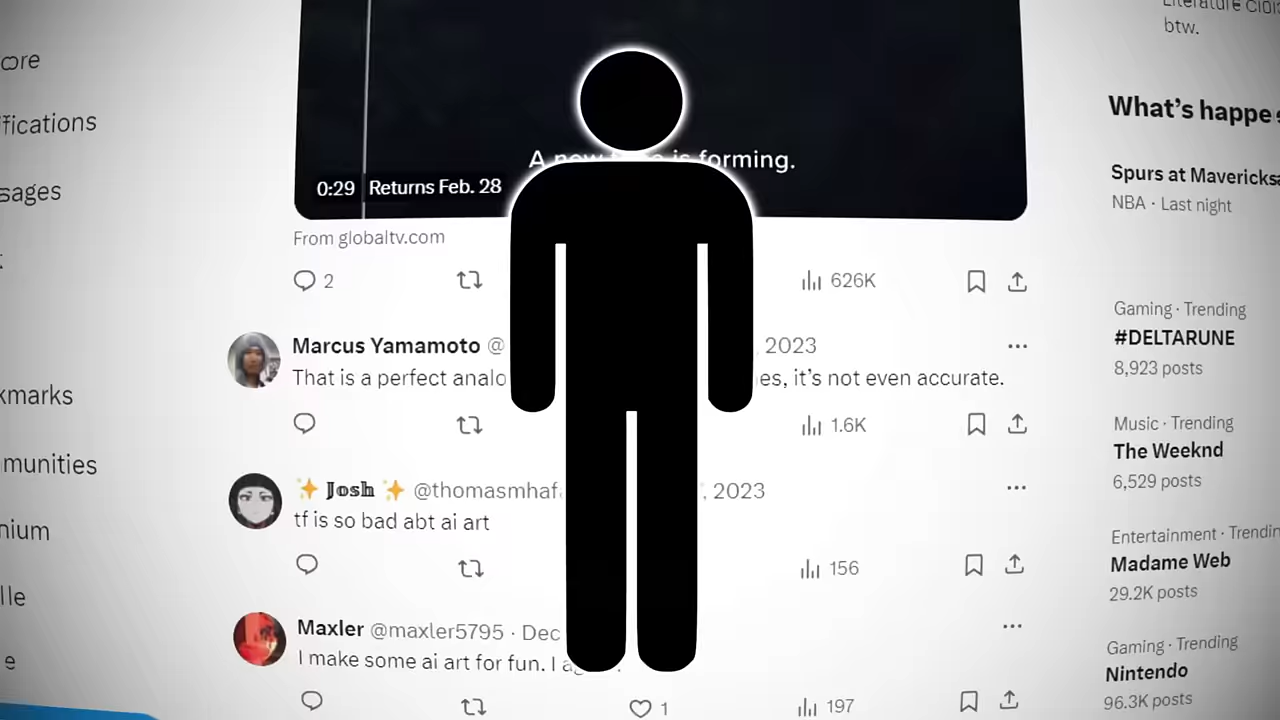 btw.
ore
ifications
sages
kmarks
munities
nium
lle
e
A new is forming.
0:29 Returns Feb. 28
From globaltv.com
2
626K
Marcus Yamamoto @ , 2023
That is a perfect analo es, it's not even accurate.
1.6K
✨ 𝕁𝕠𝕤𝕙 ✨ @thomasmhaf , 2023
tf is so bad abt ai art
156
Maxler @maxler5795 · Dec
I make some ai art for fun. I
1
197
What's happe
Spurs at Mavericks
NBA · Last night
Gaming · Trending
#DELTARUNE
8,923 posts
Music · Trending
The Weeknd
6,529 posts
Entertainment · Trendin
Madame Web
29.2K posts
Gaming · Trending
Nintendo
96.3K posts